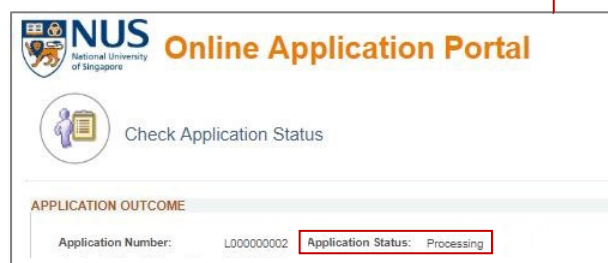 NUS
National University
of Singapore
Online Application Portal
Check Application Status
APPLICATION OUTCOME
Application Number: L000000002 Application Status: Processing